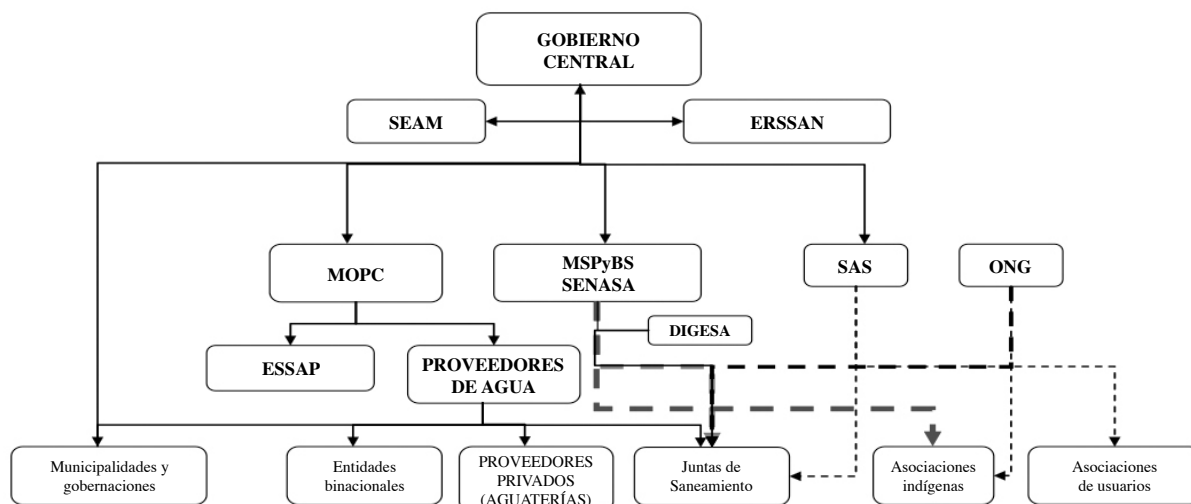 GOBIERNO
CENTRAL
SEAM
ERSSAN
MOPC
MSPyBS
SENASA
SAS
ONG
DIGESA
ESSAP
PROVEEDORES
DE AGUA
Municipalidades y
gobernaciones
Entidades
binacionales
PROVEEDORES
PRIVADOS
(AGUATERÍAS)
Juntas de
Saneamiento
Asociaciones
indígenas
Asociaciones
de usuarios